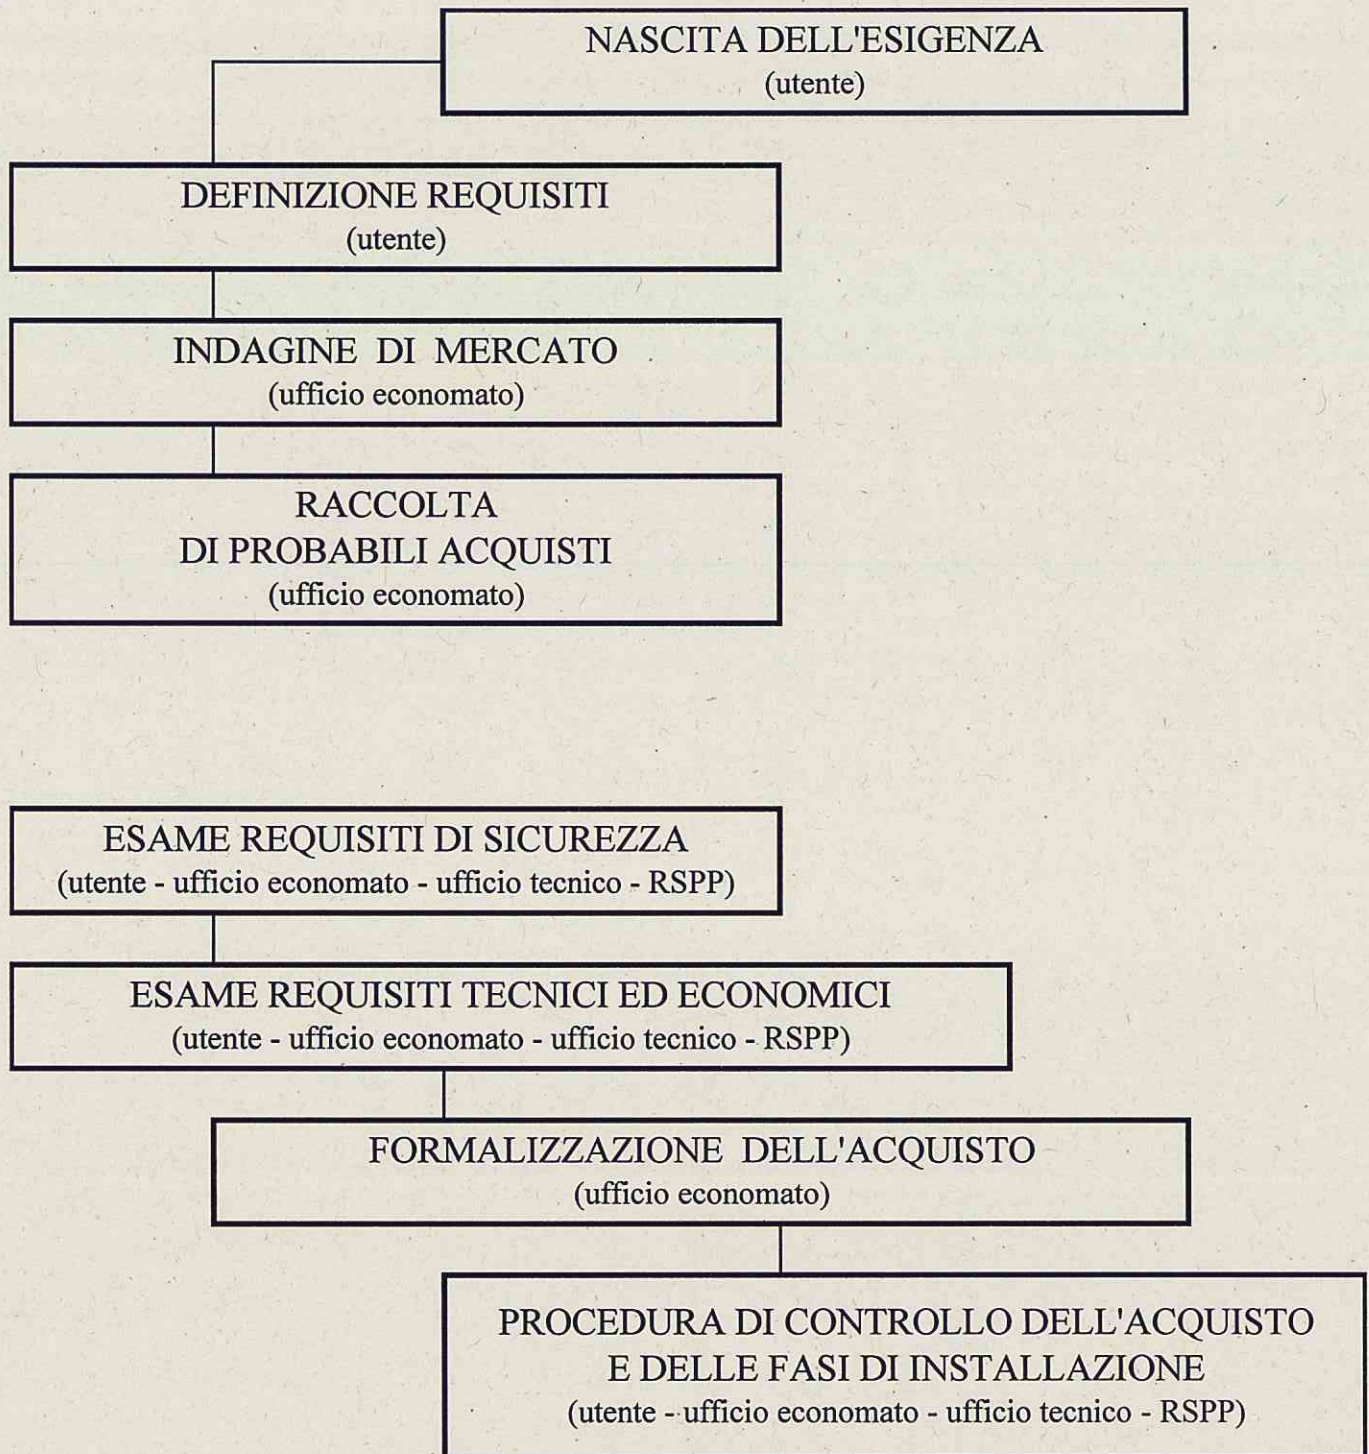 NASCITA DELL'ESIGENZA
(utente)
DEFINIZIONE REQUISITI
(utente)
INDAGINE DI MERCATO
(ufficio economato)
RACCOLTA
DI PROBABILI ACQUISTI
(ufficio economato)
ESAME REQUISITI DI SICUREZZA
(utente - ufficio economato - ufficio tecnico - RSPP)
ESAME REQUISITI TECNICI ED ECONOMICI
(utente - ufficio economato - ufficio tecnico - RSPP)
FORMALIZZAZIONE DELL'ACQUISTO
(ufficio economato)
PROCEDURA DI CONTROLLO DELL'ACQUISTO
E DELLE FASI DI INSTALLAZIONE
(utente - ufficio economato - ufficio tecnico - RSPP)